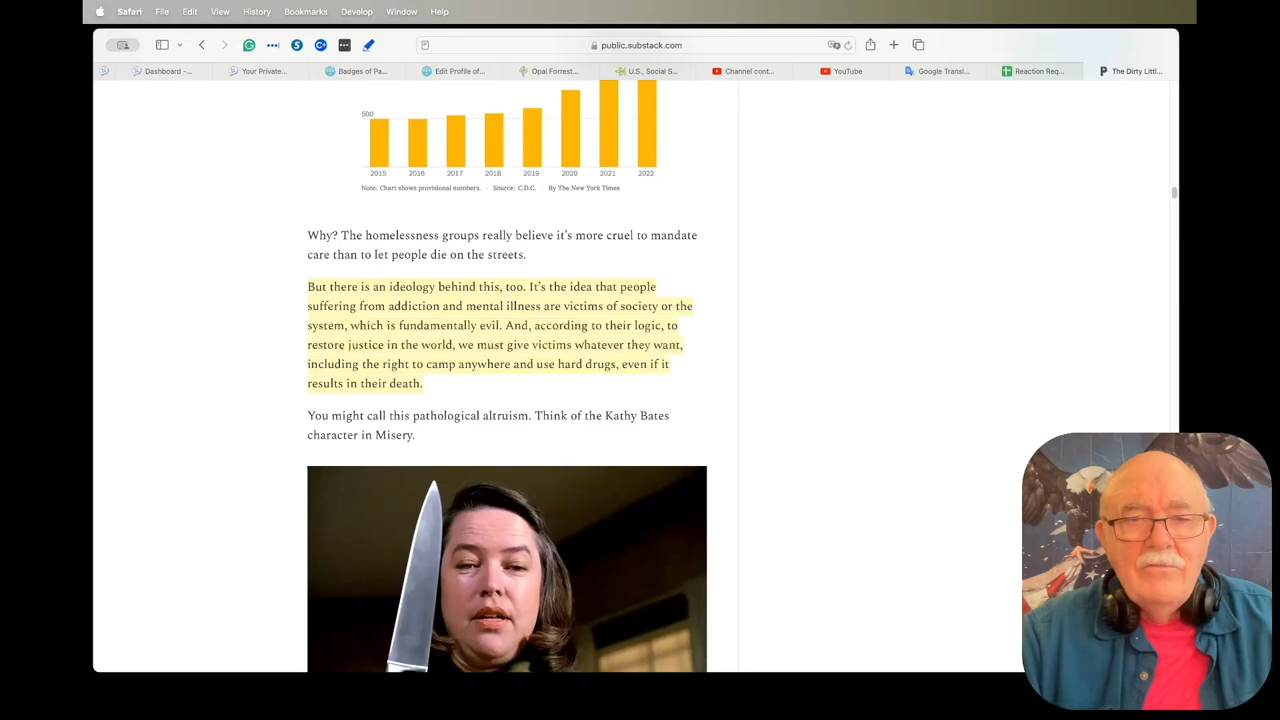 Safari File Edit View History Bookmarks Develop Window Help
public.substack.com
Dashboard -... Your Private... Badges of Pa... Edit Profile of... Opal Forrest... U.S., Social S... Channel cont... YouTube Google Transl... Reaction Req... The Dirty Littl...
500
2015 2016 2017 2018 2019 2020 2021 2022
Note: Chart shows provisional numbers. · Source: C.D.C. · By The New York Times
Why? The homelessness groups really believe it’s more cruel to mandate
care than to let people die on the streets.
But there is an ideology behind this, too. It’s the idea that people
suffering from addiction and mental illness are victims of society or the
system, which is fundamentally evil. And, according to their logic, to
restore justice in the world, we must give victims whatever they want,
including the right to camp anywhere and use hard drugs, even if it
results in their death.
You might call this pathological altruism. Think of the Kathy Bates
character in Misery.